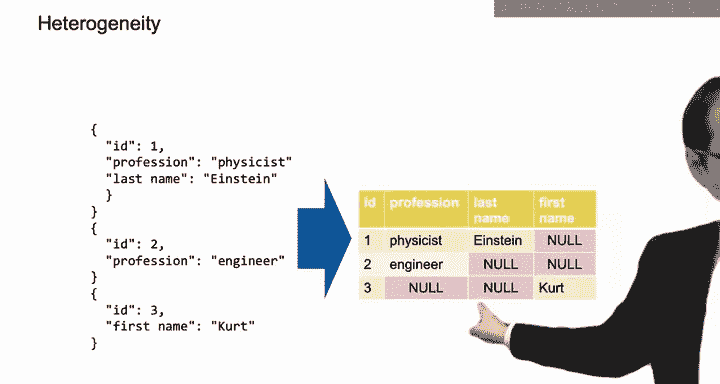 Heterogeneity
{
"id": 1,
"profession": "physicist"
"last name": "Einstein"
}
}
{
"id": 2,
"profession": "engineer"
}
{
"id": 3,
"first name": "Kurt"
}
id profession last name first name
1 physicist Einstein NULL
2 engineer NULL NULL
3 NULL NULL Kurt